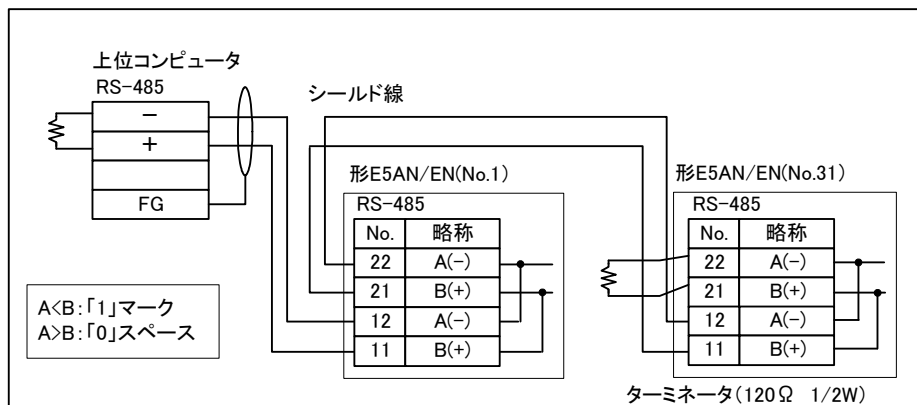 上位コンピュータ
RS-485
−
+
FG
シールド線
形E5AN/EN(No.1)
RS-485
No. 略称
22 A(−)
21 B(+)
12 A(−)
11 B(+)
形E5AN/EN(No.31)
RS-485
No. 略称
22 A(−)
21 B(+)
12 A(−)
11 B(+)
A<B:「1」マーク
A>B:「0」スペース
ターミネータ(120Ω 1/2W)